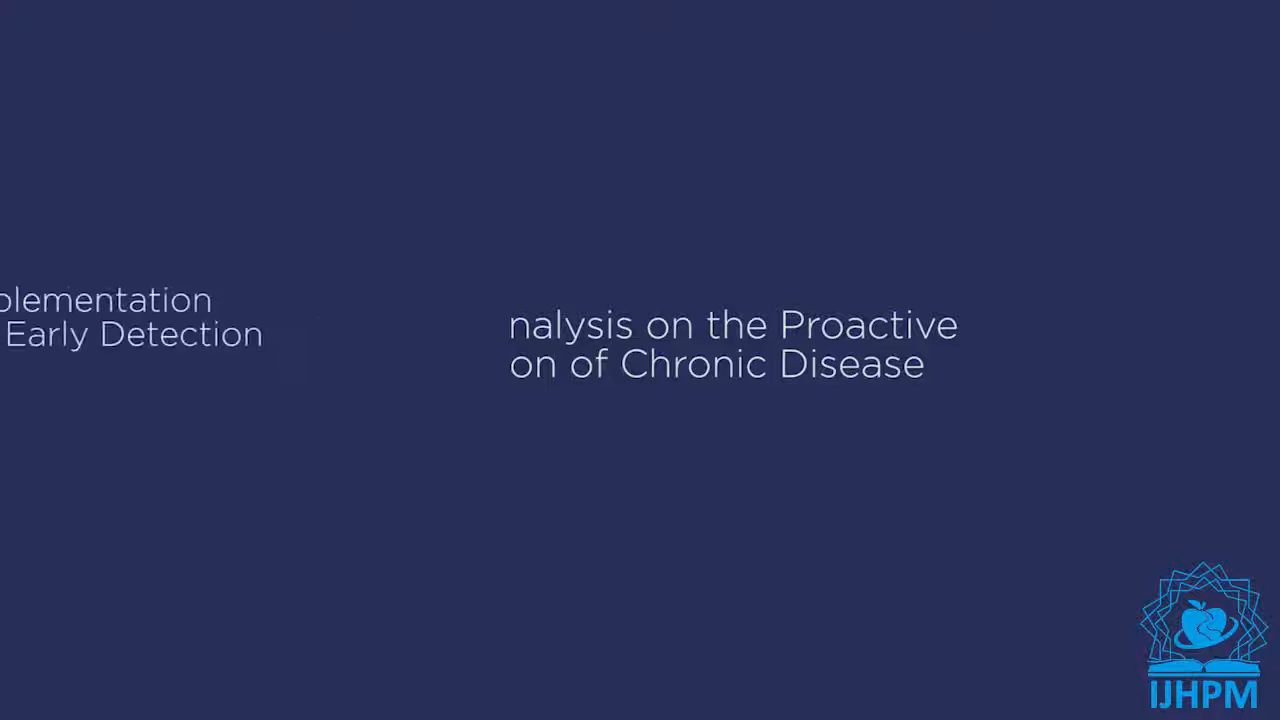 plementation
Early Detection
nalysis on the Proactive
on of Chronic Disease
IJHPM